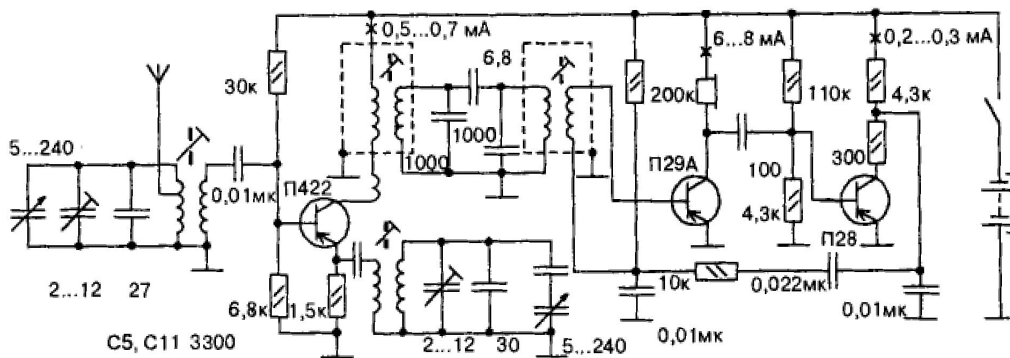 0,5...0,7 мА
6...8 мА
0,2...0,3 мА
6,8
30к
200к
110к
4,3к
5...240
1000
1000
0,01мк
П422
П29А
100
300
4,3к
П28
2...12
27
6,8к
1,5к
10к
0,022мк
0,01мк
0,01мк
С5, С11 3300
2...12
30
5...240